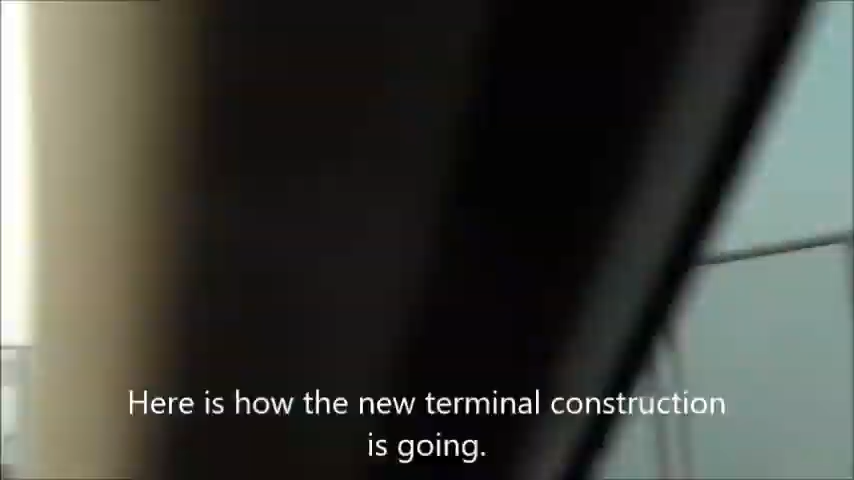 Here is how the new terminal construction
is going.